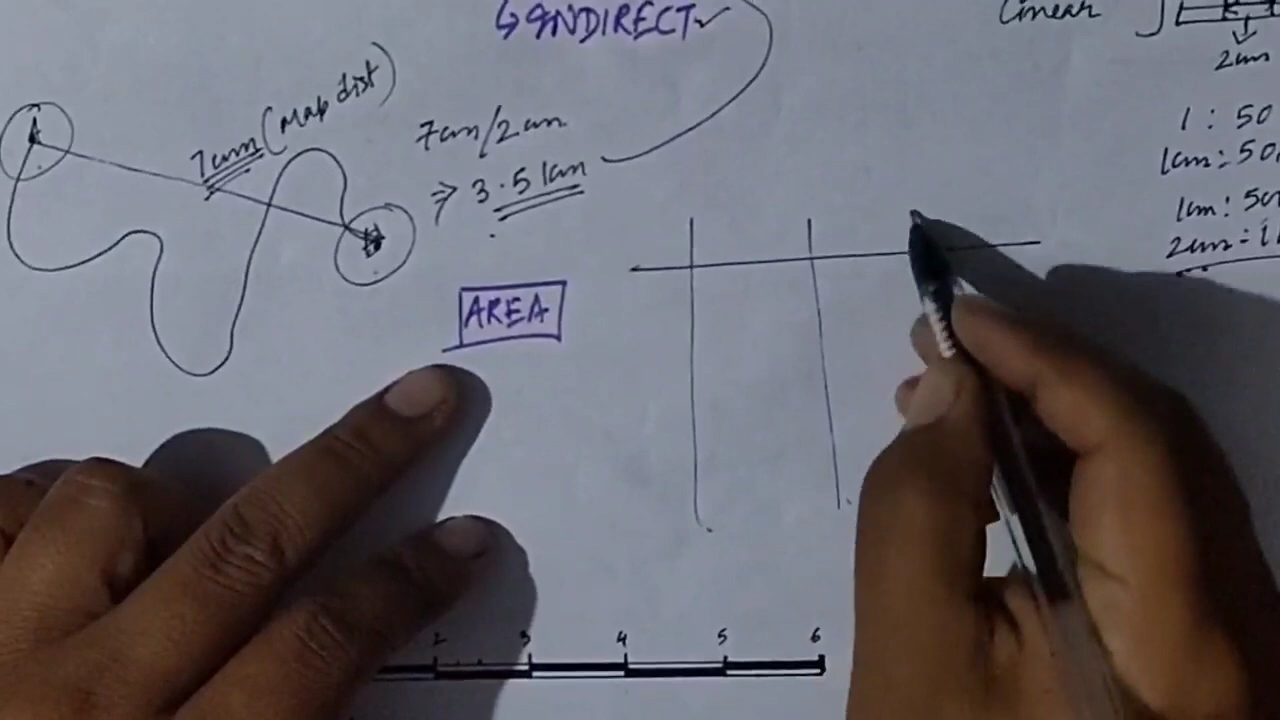 ↳ INDIRECT ✓
Linear
2cm
7cm (Map dist)
7cm/2cm
⇒ 3.5 km
1 : 50
1cm = 50
1cm : 50
2cm = 1
A
B
AREA
2 3 4 5 6